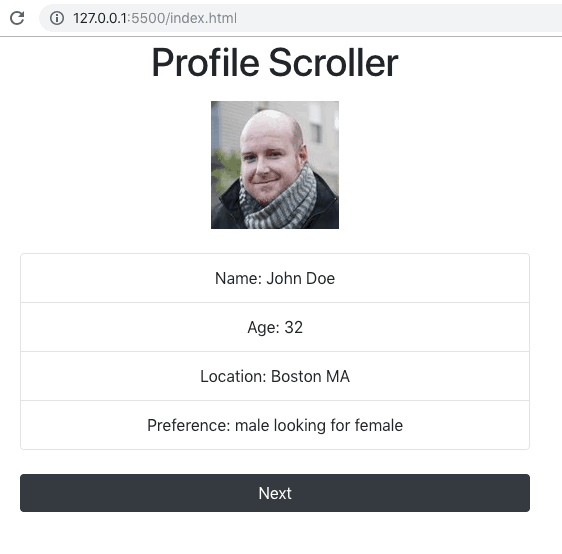 127.0.0.1:5500/index.html
Profile Scroller
Name: John Doe
Age: 32
Location: Boston MA
Preference: male looking for female
Next